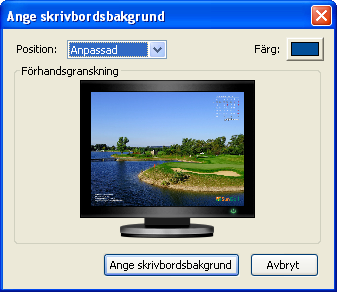 Ange skrivbordsbakgrund
Position: Anpassad Färg:
Förhandsgranskning
Ange skrivbordsbakgrund Avbryt